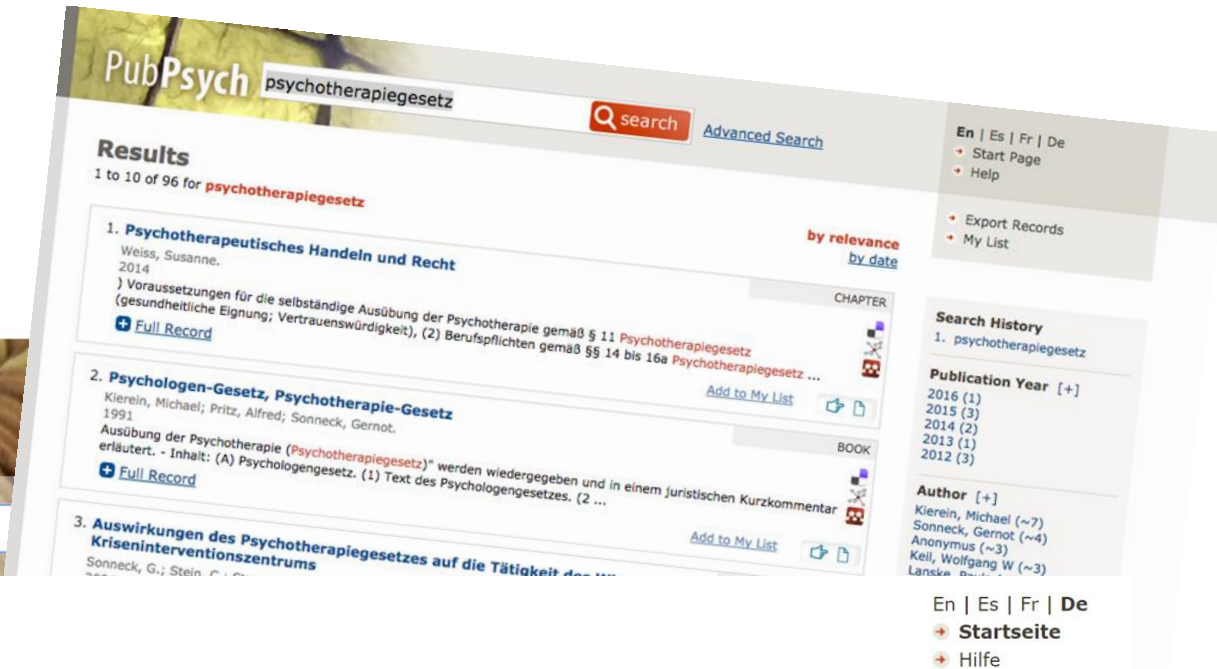 PubPsych
psychotherapiegesetz
search
Advanced Search
En | Es | Fr | De
Start Page
Help
Export Records
My List
Results
1 to 10 of 96 for psychotherapiegesetz
by relevance
by date
1. Psychotherapeutisches Handeln und Recht
CHAPTER
Weiss, Susanne.
2014
) Voraussetzungen für die selbständige Ausübung der Psychotherapie gemäß § 11 Psychotherapiegesetz
(gesundheitliche Eignung; Vertrauenswürdigkeit), (2) Berufspflichten gemäß §§ 14 bis 16a Psychotherapiegesetz ...
Full Record
Add to My List
2. Psychologen-Gesetz, Psychotherapie-Gesetz
BOOK
Kierein, Michael; Pritz, Alfred; Sonneck, Gernot.
1991
Ausübung der Psychotherapie (Psychotherapiegesetz)" werden wiedergegeben und in einem juristischen Kurzkommentar
erläutert. - Inhalt: (A) Psychologengesetz. (1) Text des Psychologengesetzes. (2 ...
Full Record
Add to My List
3. Auswirkungen des Psychotherapiegesetzes auf die Tätigkeit des
Kriseninterventionszentrums
Sonneck, G.; Stein, C.;
Search History
1. psychotherapiegesetz
Publication Year [+]
2016 (1)
2015 (3)
2014 (2)
2013 (1)
2012 (3)
Author [+]
Kierein, Michael (~7)
Sonneck, Gernot (~4)
Anonymus (~3)
Keil, Wolfgang W (~3)
Lanske,
En | Es | Fr | De
Startseite
Hilfe